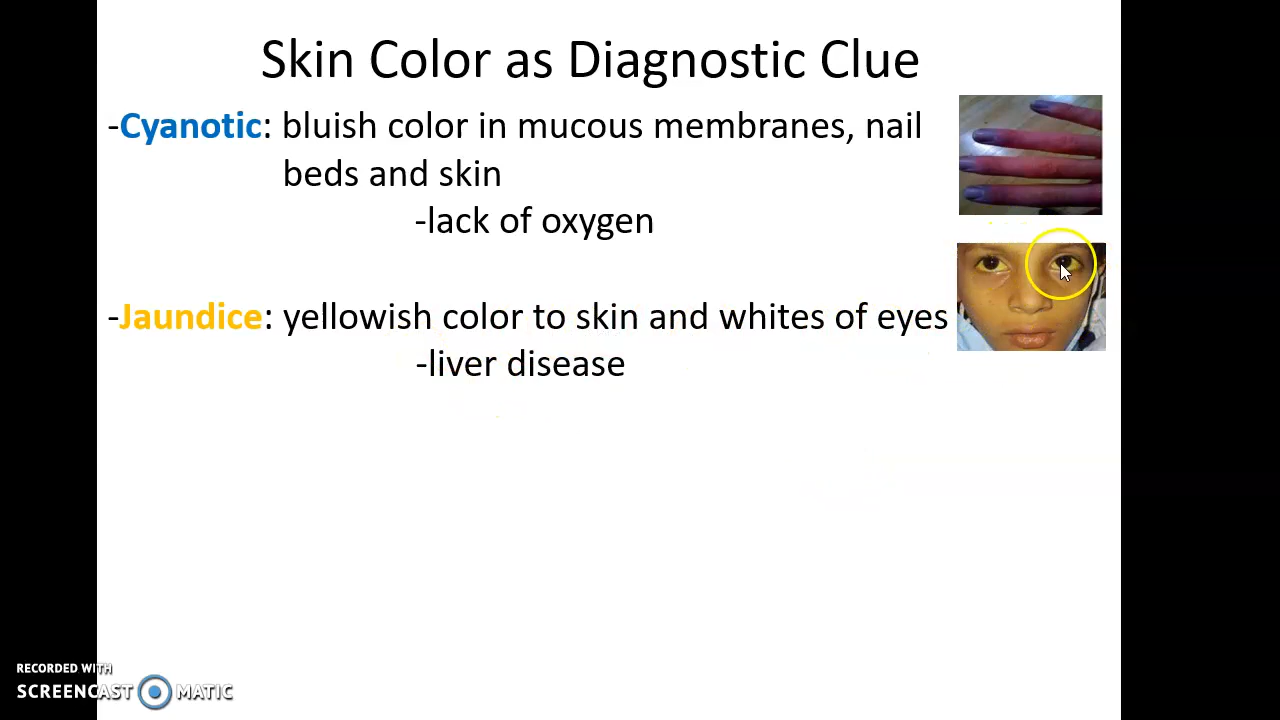 Skin Color as Diagnostic Clue
-Cyanotic: bluish color in mucous membranes, nail
beds and skin
-lack of oxygen
-Jaundice: yellowish color to skin and whites of eyes
-liver disease
RECORDED WITH
SCREENCAST MATIC